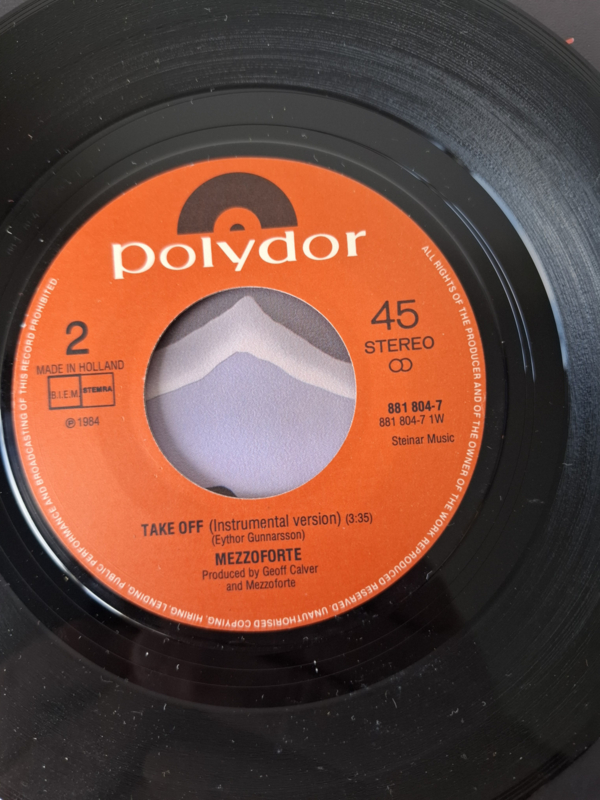 polydor
2
MADE IN HOLLAND
B.I.E.M. STEMRA
℗ 1984
45
STEREO
881 804-7
881 804-7 1W
Steinar Music
TAKE OFF (Instrumental version) (3:35)
(Eythor Gunnarsson)
MEZZOFORTE
Produced by Geoff Calver
and Mezzoforte
ALL RIGHTS OF THE PRODUCER AND OF THE OWNER OF THE WORK REPRODUCED RESERVED. UNAUTHORISED COPYING, HIRING, LENDING, PUBLIC PERFORMANCE AND BROADCASTING OF THIS RECORD PROHIBITED.